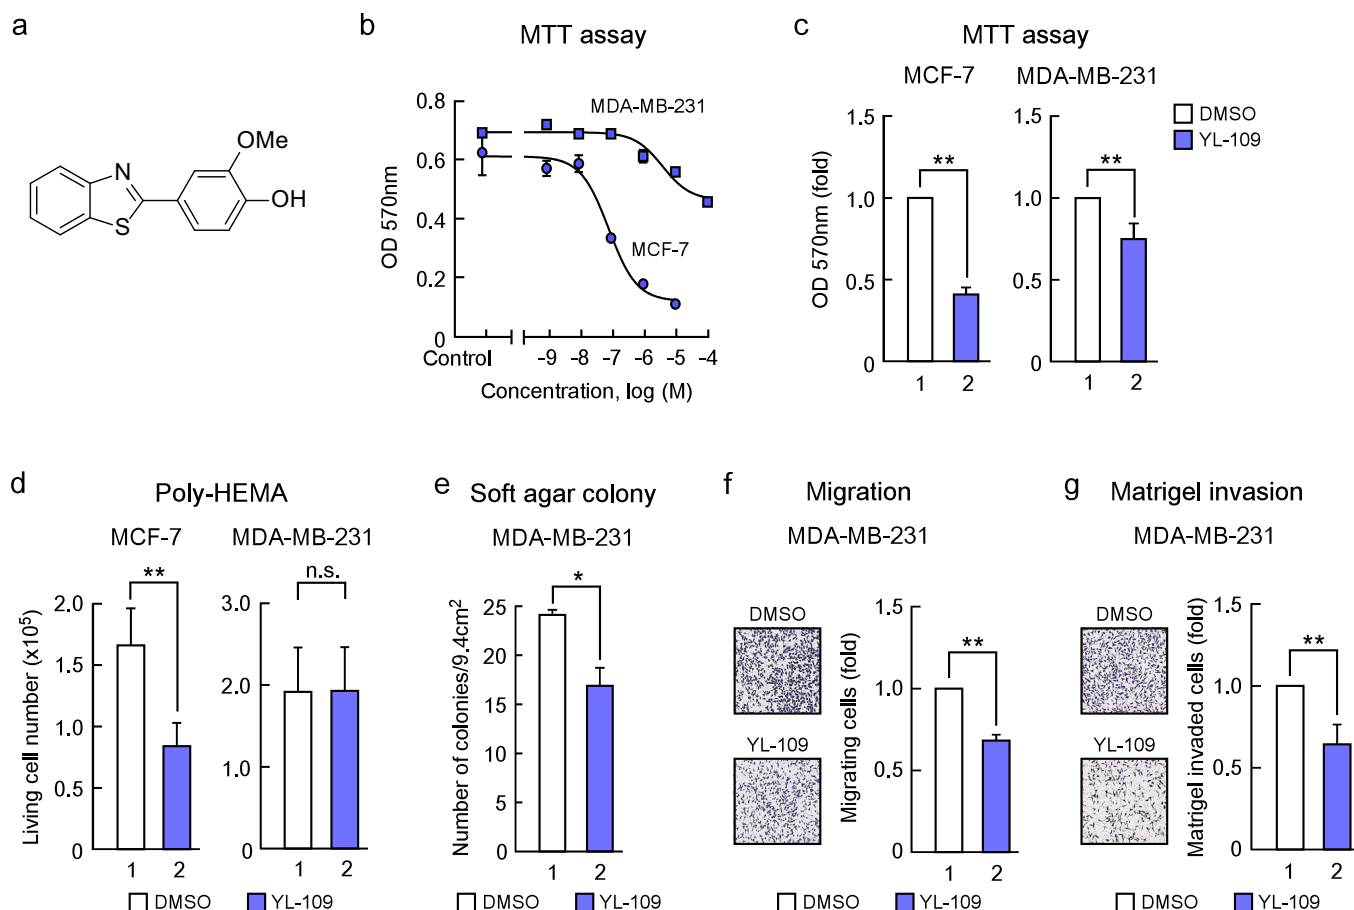 a
N
S
OMe
OH
b
MTT assay
OD 570nm
0.8
0.6
0.4
0.2
0
MDA-MB-231
MCF-7
Control
-9 -8 -7 -6 -5 -4
Concentration, log (M)
c
MTT assay
MCF-7
MDA-MB-231
DMSO
YL-109
OD 570nm (fold)
1.5
1.0
0.5
0
**
1 2
1.5
1.0
0.5
0
**
1 2
d
Poly-HEMA
MCF-7
MDA-MB-231
Living cell number (x10⁵)
2.0
1.5
1.0
0.5
0
**
1 2
3.0
2.0
1.0
0
n.s.
1 2
DMSO YL-109
e
Soft agar colony
MDA-MB-231
Number of colonies/9.4cm²
25
20
15
10
5
0
*
1 2
DMSO YL-109
f
Migration
MDA-MB-231
DMSO
YL-109
Migrating cells (fold)
1.5
1.0
0.5
0
**
1 2
DMSO YL-109
g
Matrigel invasion
MDA-MB-231
DMSO
YL-109
Matrigel invaded cells (fold)
1.5
1.0
0.5
0
**
1 2
DMSO YL-109